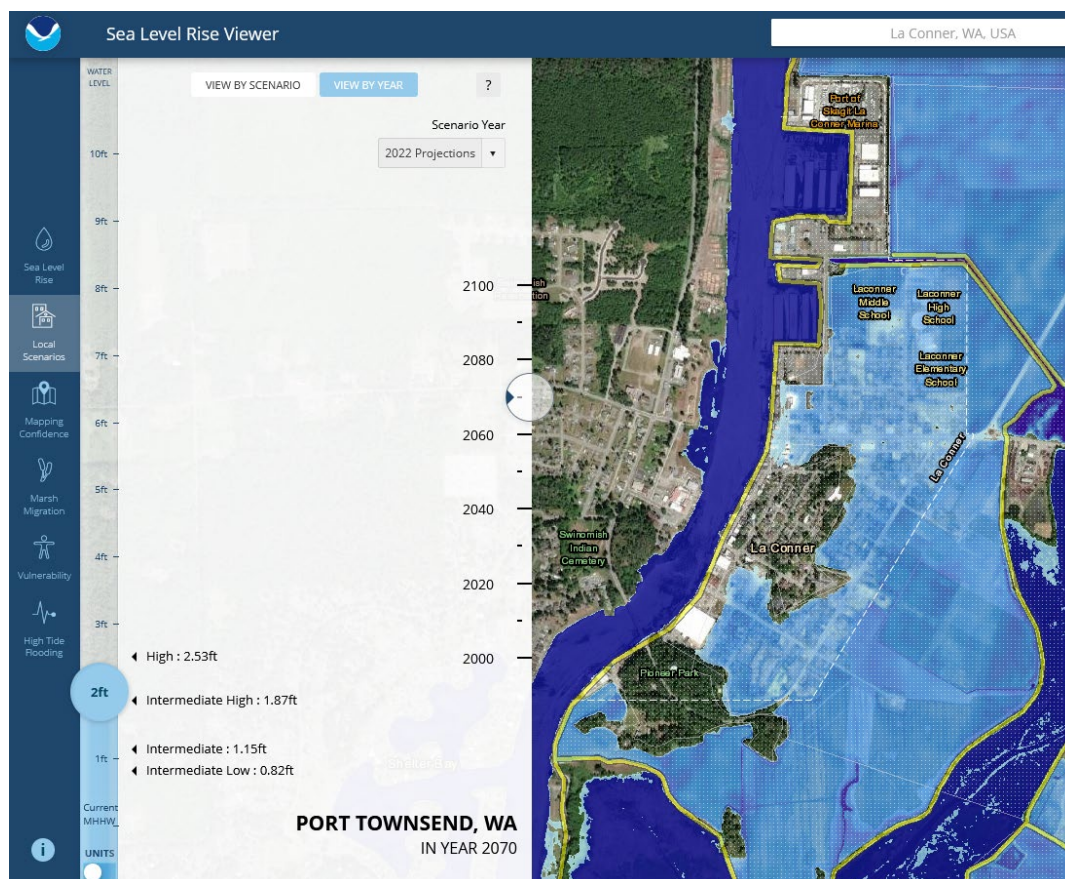 Sea Level Rise Viewer
La Conner, WA, USA
WATER
LEVEL
VIEW BY SCENARIO
VIEW BY YEAR
?
Scenario Year
2022 Projections
10ft
9ft
8ft
7ft
6ft
5ft
4ft
3ft
2ft
1ft
Current
MHHW
UNITS
Sea Level
Rise
Local
Scenarios
Mapping
Confidence
Marsh
Migration
Vulnerability
High Tide
Flooding
i
2100
2080
2060
2040
2020
2000
High : 2.53ft
Intermediate High : 1.87ft
Intermediate : 1.15ft
Intermediate Low : 0.82ft
Shelter Bay
PORT TOWNSEND, WA
IN YEAR 2070
Port of
Skagit La
Conner Marina
Laconner
Middle
School
Laconner
High
School
Laconner
Elementary
School
La Conner
Swinomish
Indian
Cemetery
La Conner
Pioneer Park